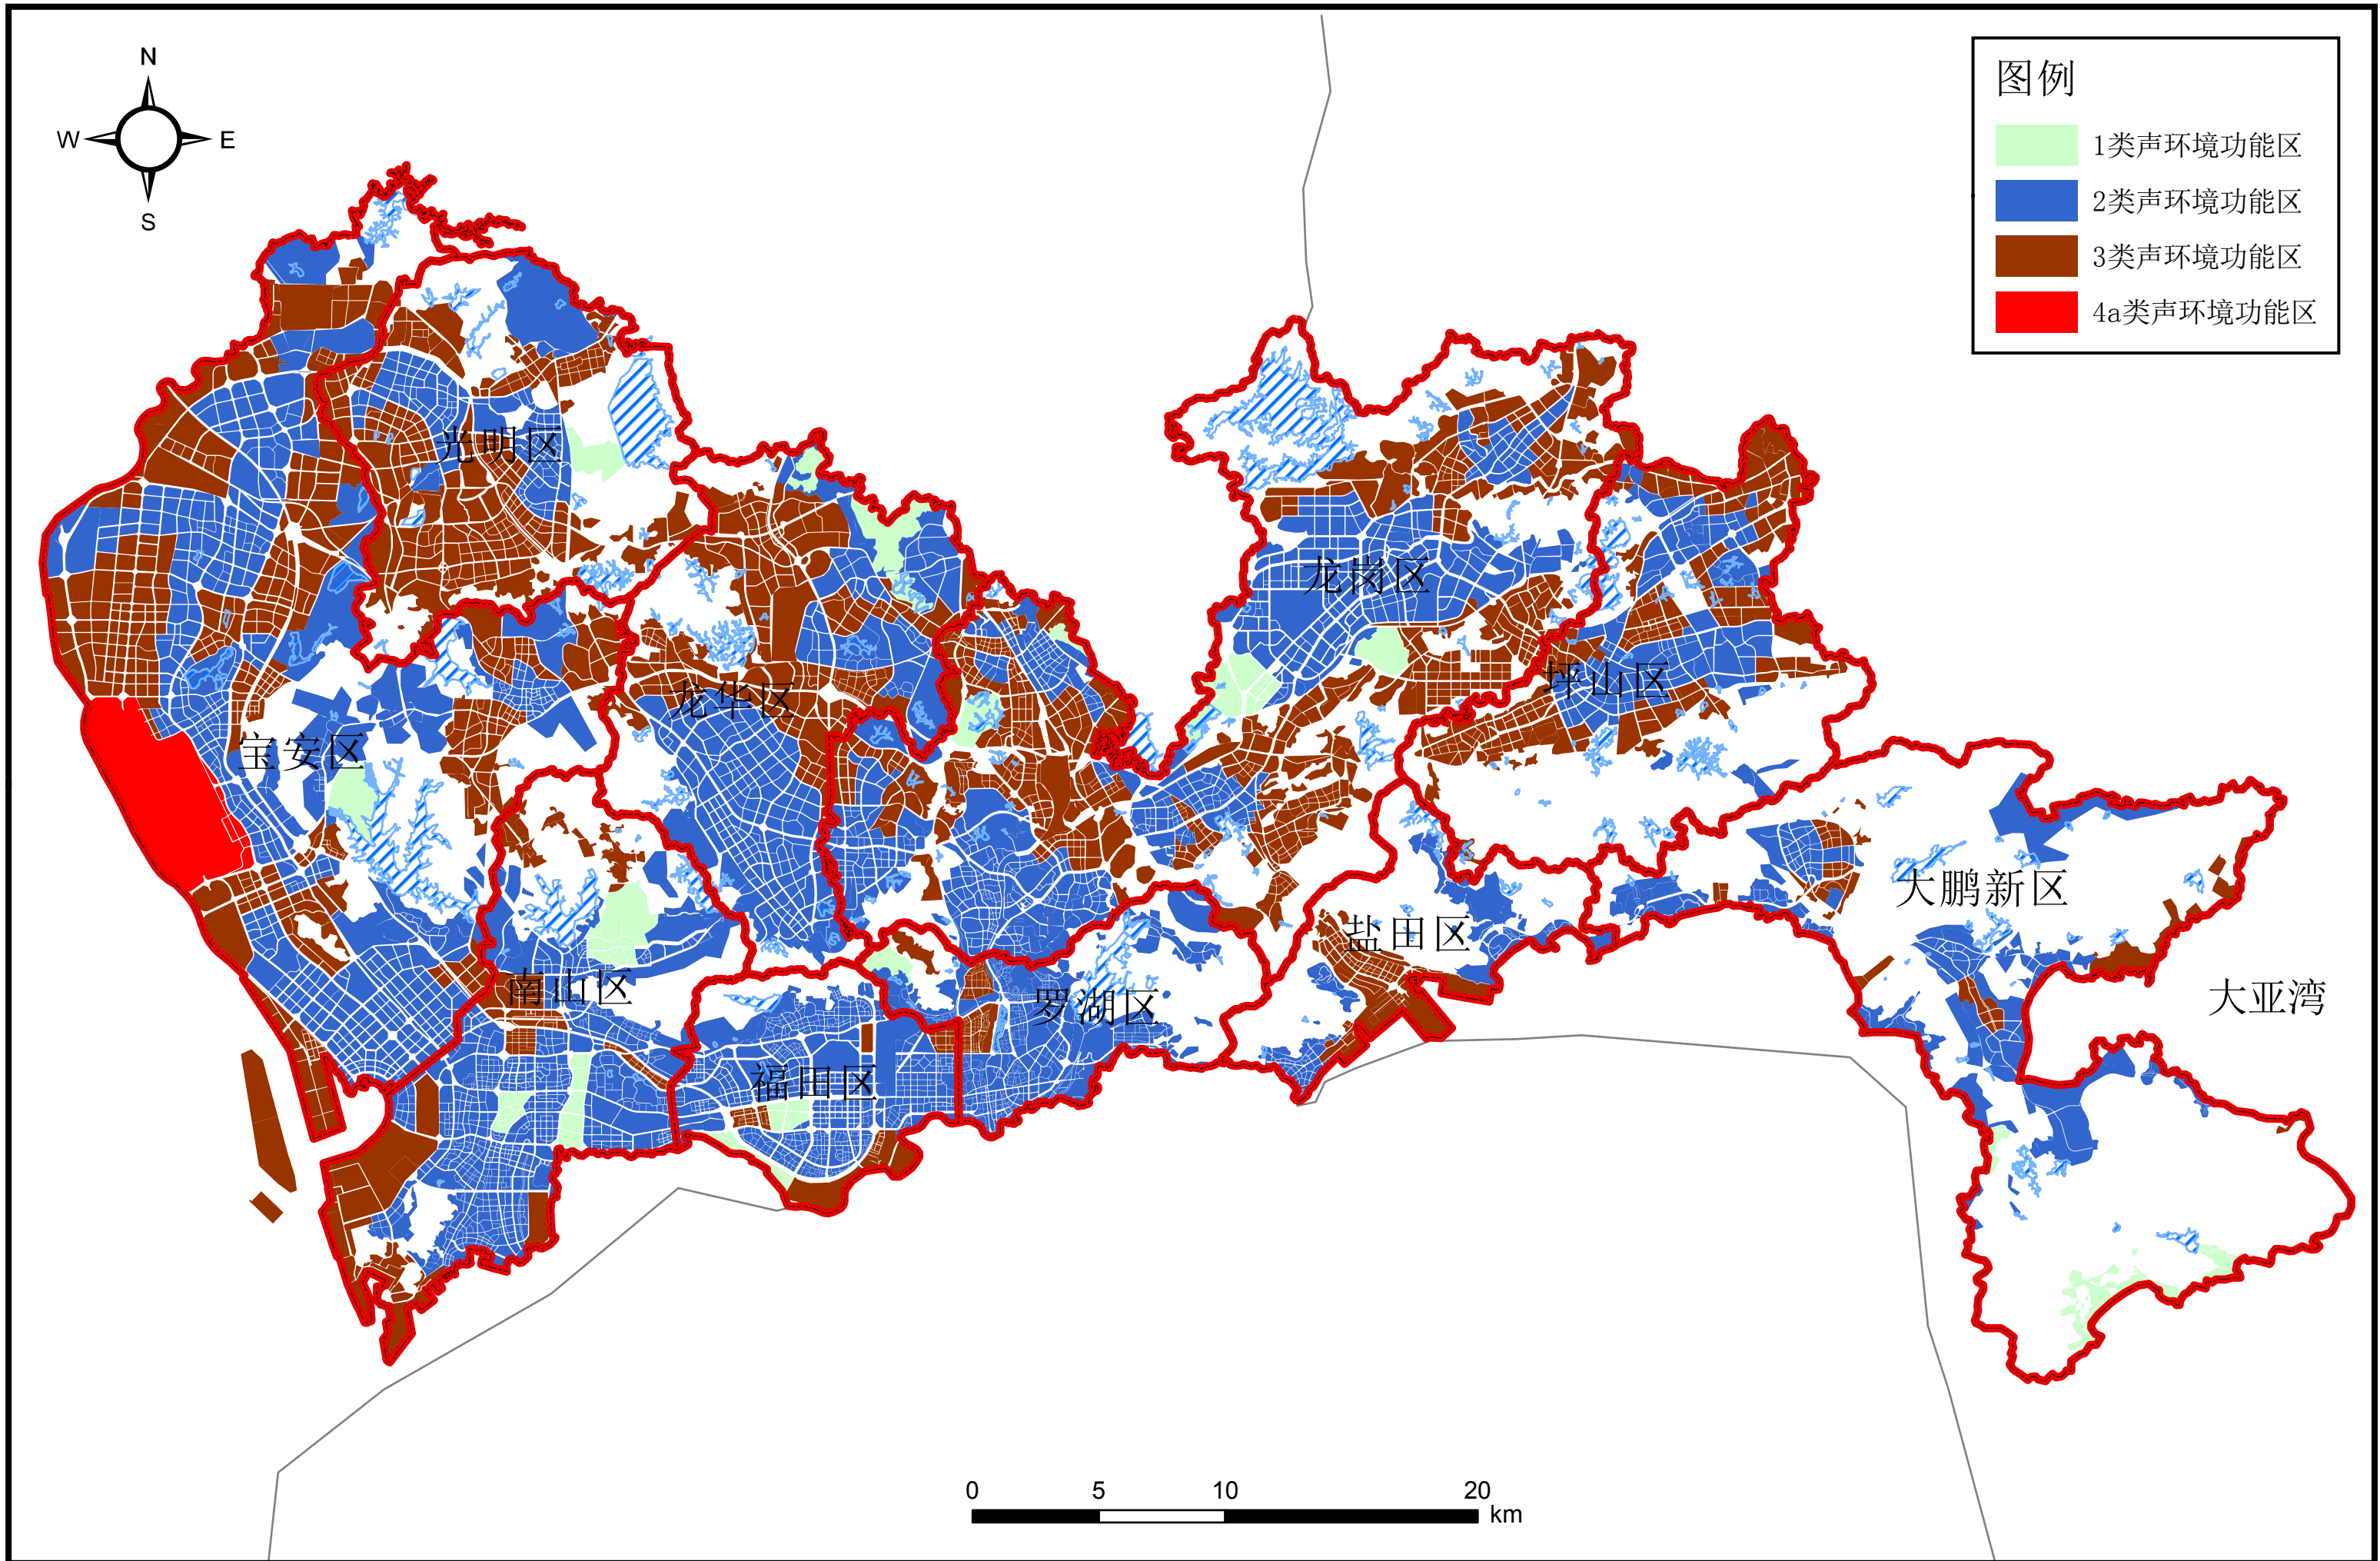 N
W
E
S
图例
1类声环境功能区
2类声环境功能区
3类声环境功能区
4a类声环境功能区
光明区
龙岗区
坪山区
龙华区
宝安区
大鹏新区
盐田区
南山区
罗湖区
大亚湾
福田区
0 5 10 20
km